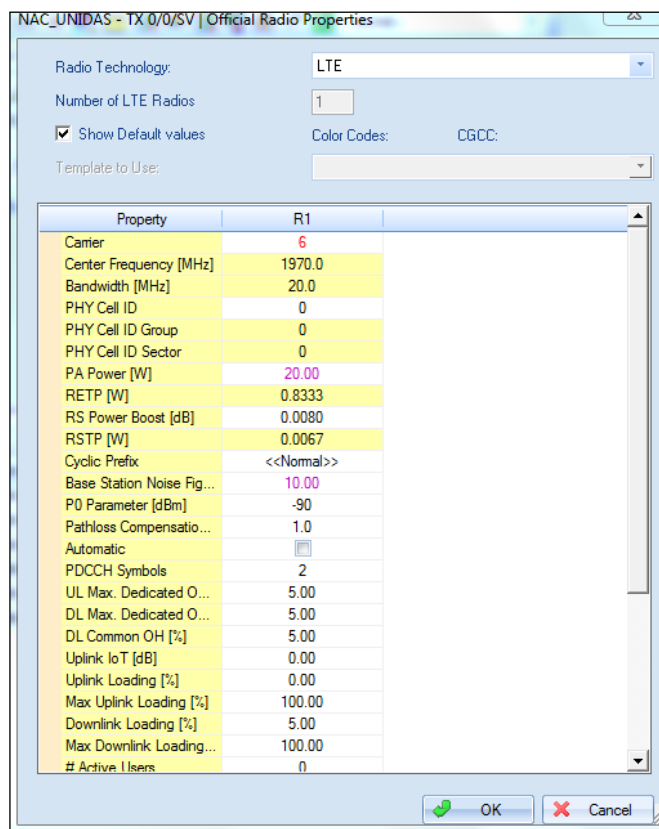 NAC_UNIDAS - TX 0/0/SV | Official Radio Properties
Radio Technology: LTE
Number of LTE Radios 1
Show Default values Color Codes: CGCC:
Template to Use:
Property R1
Carrier 6
Center Frequency [MHz] 1970.0
Bandwidth [MHz] 20.0
PHY Cell ID 0
PHY Cell ID Group 0
PHY Cell ID Sector 0
PA Power [W] 20.00
RETP [W] 0.8333
RS Power Boost [dB] 0.0080
RSTP [W] 0.0067
Cyclic Prefix <<Normal>>
Base Station Noise Fig... 10.00
P0 Parameter [dBm] -90
Pathloss Compensatio... 1.0
Automatic
PDCCH Symbols 2
UL Max. Dedicated O... 5.00
DL Max. Dedicated O... 5.00
DL Common OH [%] 5.00
Uplink IoT [dB] 0.00
Uplink Loading [%] 0.00
Max Uplink Loading [%] 100.00
Downlink Loading [%] 5.00
Max Downlink Loading... 100.00
# Active Users 0
OK Cancel